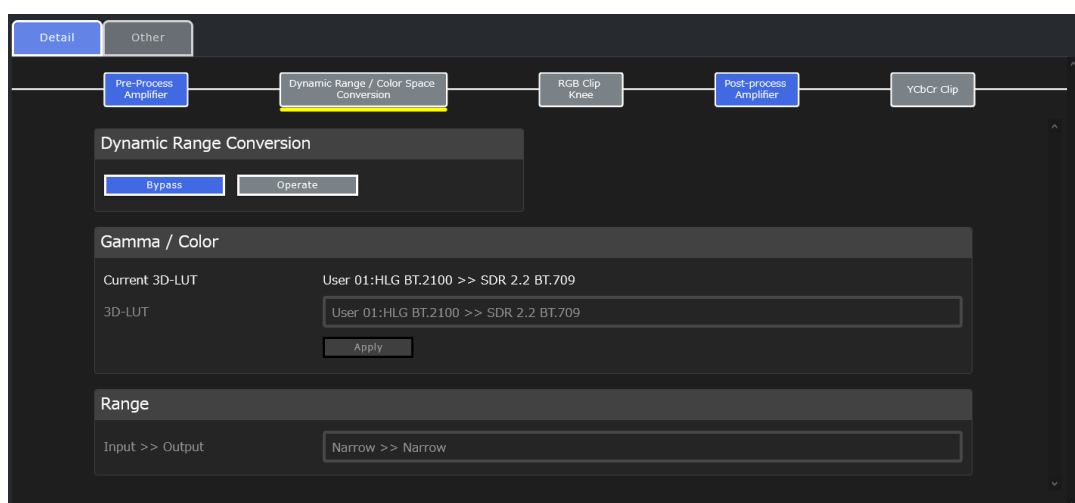 Detail
Other
Pre-Process
Amplifier
Dynamic Range / Color Space
Conversion
RGB Clip
Knee
Post-process
Amplifier
YCbCr Clip
Dynamic Range Conversion
Bypass
Operate
Gamma / Color
Current 3D-LUT
User 01:HLG BT.2100 >> SDR 2.2 BT.709
3D-LUT
User 01:HLG BT.2100 >> SDR 2.2 BT.709
Apply
Range
Input >> Output
Narrow >> Narrow